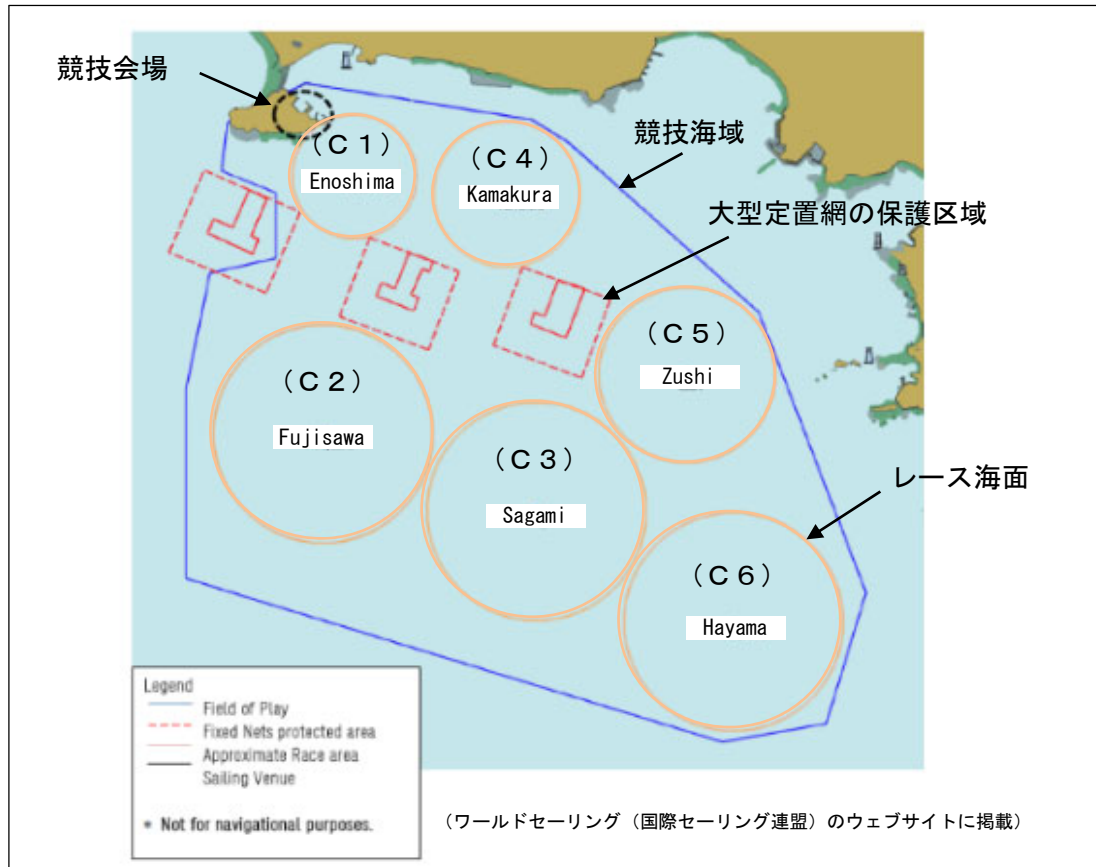 競技会場
競技海域
大型定置網の保護区域
レース海面
(C1)
Enoshima
(C4)
Kamakura
(C5)
Zushi
(C2)
Fujisawa
(C3)
Sagami
(C6)
Hayama
Legend
Field of Play
Fixed Nets protected area
Approximate Race area
Sailing Venue
* Not for navigational purposes.
(ワールドセーリング(国際セーリング連盟)のウェブサイトに掲載)